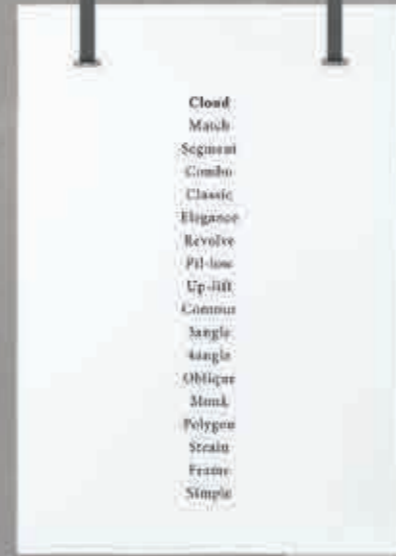 Cloud
Match
Segment
Combo
Classic
Elegance
Revolve
Pil-low
Up-lift
Contour
3angle
4angle
Oblique
Monk
Polygon
Strain
Frame
Simple